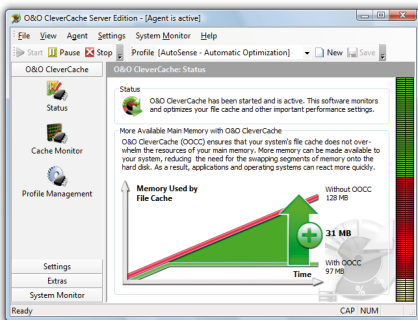 O&O CleverCache Server Edition - [Agent is active]
File View Agent Settings System Monitor Help
Start Pause Stop Profile [AutoSense - Automatic Optimization] New Save
O&O CleverCache
O&O CleverCache: Status
Status
Cache Monitor
Profile Management
Settings
Extras
System Monitor
Status
O&O CleverCache has been started and is active. This software monitors
and optimizes your file cache and other important performance settings.
More Available Main Memory with O&O CleverCache
O&O CleverCache (OOCC) ensures that your system's file cache does not over-
whelm the resources of your main memory. More memory can be made available to
your system, reducing the need for the swapping segments of memory onto the
hard disk. As a result, applications and operating systems can react more quickly.
Memory Used by
File Cache
Without OOCC
128 MB
31 MB
With OOCC
97 MB
Time
%
Ready
CAP NUM